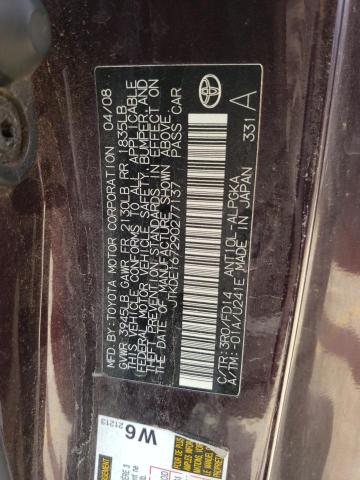 MFD. BY: TOYOTA MOTOR CORPORATION 04/08
GVWR 3945LB GAWR FR 2130LB RR 1835LB
THIS VEHICLE CONFORMS TO ALL APPLICABLE
FEDERAL MOTOR VEHICLE SAFETY, BUMPER, AND
THEFT PREVENTION STANDARDS IN EFFECT
ON THE DATE OF MANUFACTURE SHOWN ABOVE.
JTKDE167290277137 PASS CAR
C/TR: 3R0/FD14 ANT10L-ALPGKA 331 A
A/TM: -01A/U241E MADE IN JAPAN
W6
21213